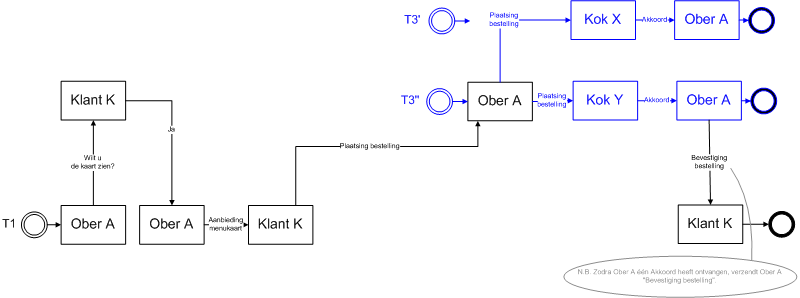 T3'
Plaatsing
bestelling
Kok X
Akkoord
Ober A
T3"
Ober A
Plaatsing
bestelling
Kok Y
Akkoord
Ober A
Klant K
Ja
Plaatsing bestelling
Wilt u
de kaart zien?
Bevestiging
bestelling
T1
Ober A
Ober A
Aanbieding
menukaart
Klant K
Klant K
N.B. Zodra Ober A één Akkoord heeft ontvangen, verzendt Ober A
"Bevestiging bestelling".